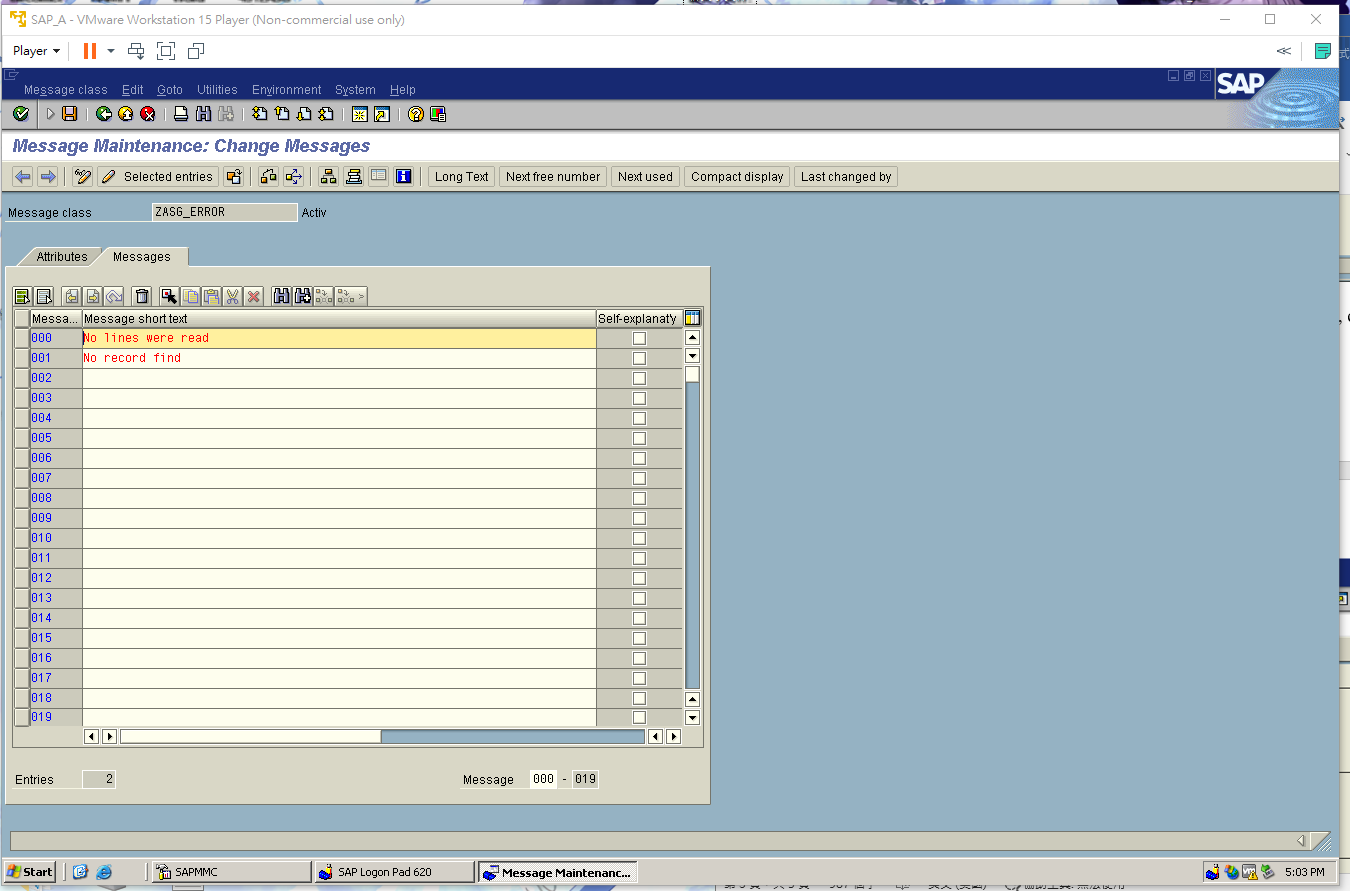 SAP_A - VMware Workstation 15 Player (Non-commercial use only)
Player
Message class Edit Goto Utilities Environment System Help
SAP
Message Maintenance: Change Messages
Selected entries Long Text Next free number Next used Compact display Last changed by
Message class ZASG_ERROR Activ
Attributes Messages
Messa... Message short text Self-explanat'y
000 No lines were read
001 No record find
002
003
004
005
006
007
008
009
010
011
012
013
014
015
016
017
018
019
Entries 2 Message 000 - 019
Start SAPMMC SAP Logon Pad 620 Message Maintenanc... 5:03 PM